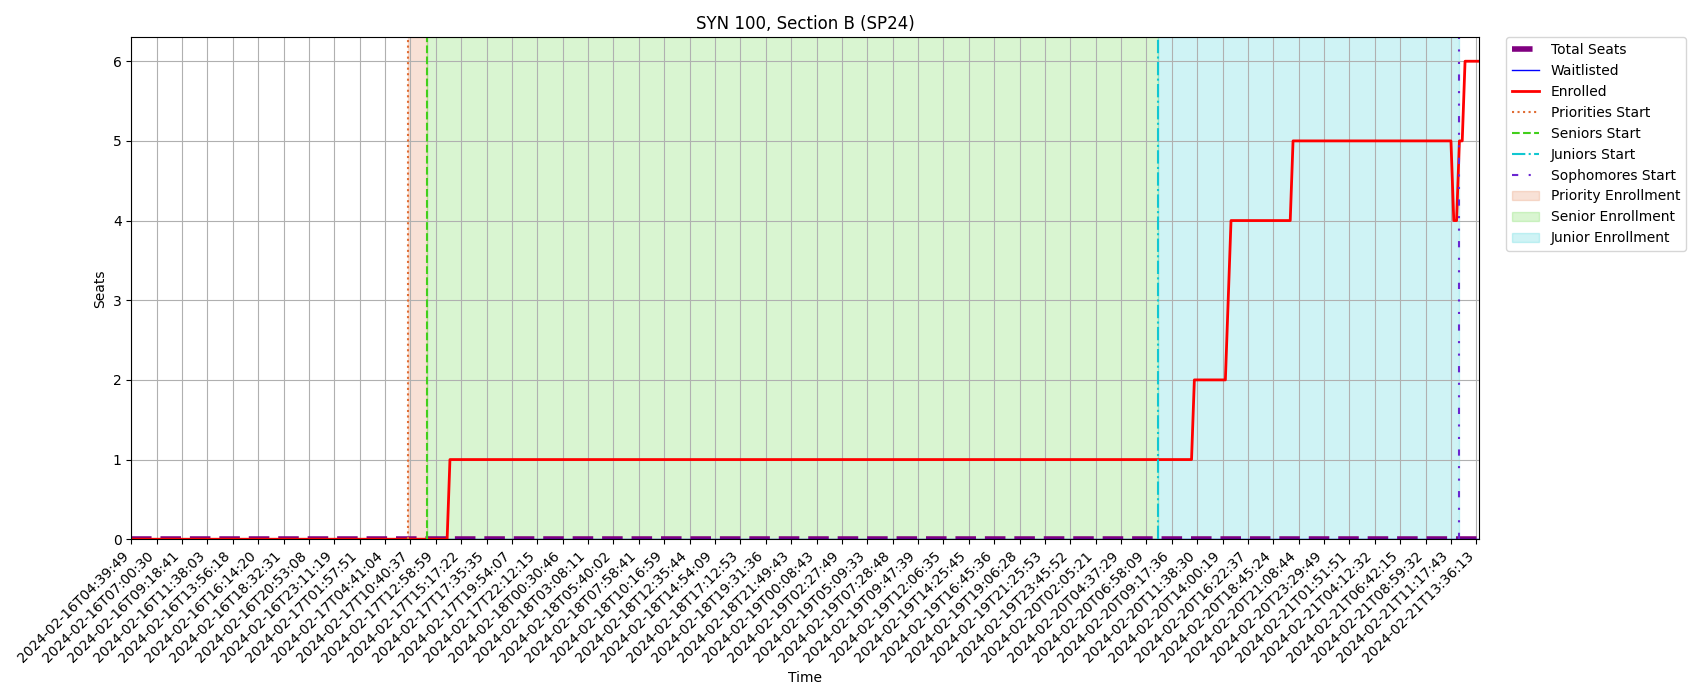 SYN 100, Section B (SP24)
Total Seats
Waitlisted
Enrolled
Priorities Start
Seniors Start
Juniors Start
Sophomores Start
Priority Enrollment
Senior Enrollment
Junior Enrollment
Seats
6
5
4
3
2
1
0
2024-02-16T04:39:49
2024-02-16T07:00:30
2024-02-16T09:18:41
2024-02-16T11:38:03
2024-02-16T13:56:18
2024-02-16T16:14:20
2024-02-16T18:32:31
2024-02-16T20:53:08
2024-02-16T23:11:19
2024-02-17T01:57:51
2024-02-17T04:41:04
2024-02-17T10:40:37
2024-02-17T12:58:59
2024-02-17T15:17:22
2024-02-17T17:35:35
2024-02-17T19:54:07
2024-02-17T22:12:15
2024-02-18T00:30:46
2024-02-18T03:08:11
2024-02-18T05:40:02
2024-02-18T07:58:41
2024-02-18T10:16:59
2024-02-18T12:35:44
2024-02-18T14:54:09
2024-02-18T17:12:53
2024-02-18T19:31:36
2024-02-18T21:49:43
2024-02-19T00:08:43
2024-02-19T02:27:49
2024-02-19T05:09:33
2024-02-19T07:28:48
2024-02-19T09:47:39
2024-02-19T12:06:35
2024-02-19T14:25:45
2024-02-19T16:45:36
2024-02-19T19:06:28
2024-02-19T21:25:53
2024-02-19T23:45:52
2024-02-20T02:05:21
2024-02-20T04:37:29
2024-02-20T06:58:09
2024-02-20T09:17:36
2024-02-20T11:38:30
2024-02-20T14:00:19
2024-02-20T16:22:37
2024-02-20T18:45:24
2024-02-20T21:08:44
2024-02-20T23:29:49
2024-02-21T01:51:51
2024-02-21T04:12:32
2024-02-21T06:42:15
2024-02-21T08:59:32
2024-02-21T11:17:43
2024-02-21T13:36:13
Time